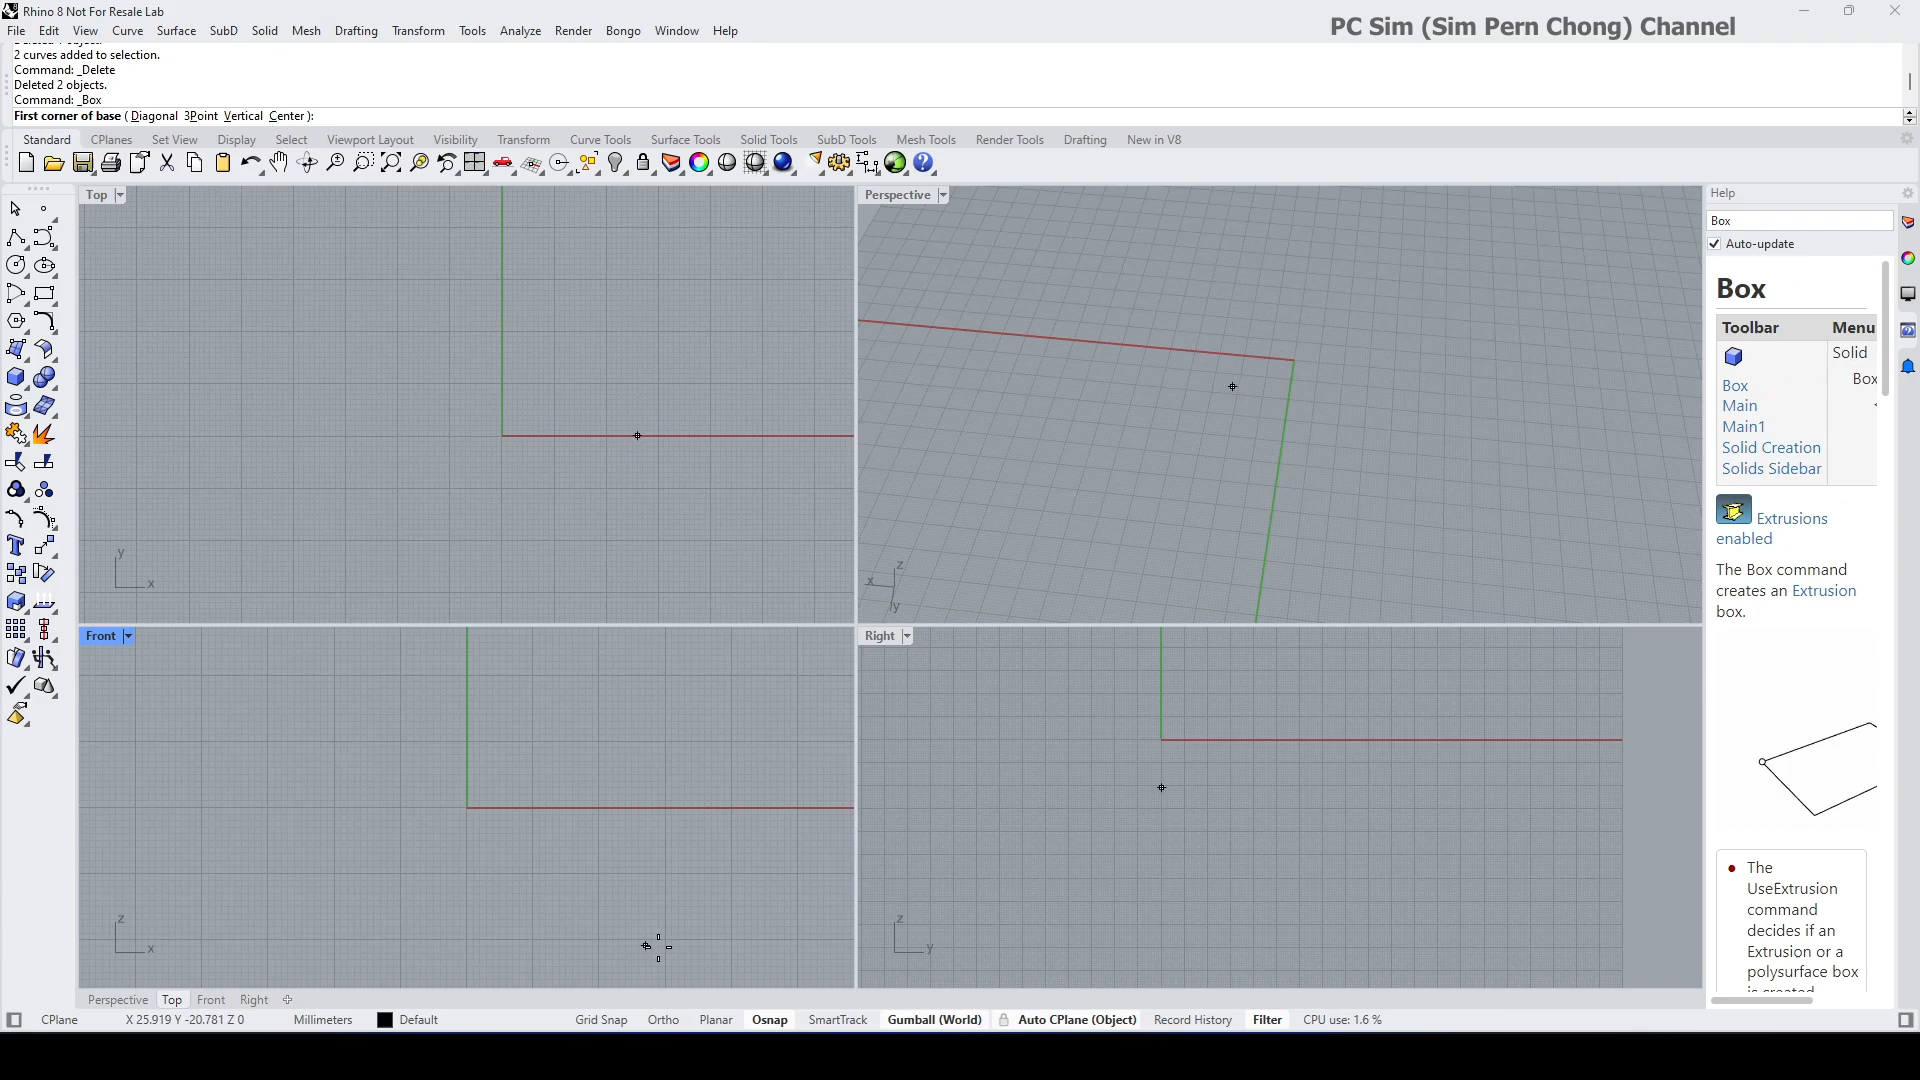 Rhino 8 Not For Resale Lab
PC Sim (Sim Pern Chong) Channel
File Edit View Curve Surface SubD Solid Mesh Drafting Transform Tools Analyze Render Bongo Window Help
2 curves added to selection.
Command: _Delete
Deleted 2 objects.
Command: _Box
First corner of base ( Diagonal 3Point Vertical Center ):
Standard CPlanes Set View Display Select Viewport Layout Visibility Transform Curve Tools Surface Tools Solid Tools SubD Tools Mesh Tools Render Tools Drafting New in V8
Top
Perspective
Help
Box
Auto-update
Box
Toolbar Menu
Solid
Box
Box
Main
Main1
Solid Creation
Solids Sidebar
Extrusions
enabled
The Box command
creates an Extrusion
box.
y
x
z
x
y
Front
Right
z
x
z
y
The
UseExtrusion
command
decides if an
Extrusion or a
polysurface box
is created
Perspective Top Front Right
CPlane X 25.919 Y -20.781 Z 0 Millimeters Default Grid Snap Ortho Planar Osnap SmartTrack Gumball (World) Auto CPlane (Object) Record History Filter CPU use: 1.6 %